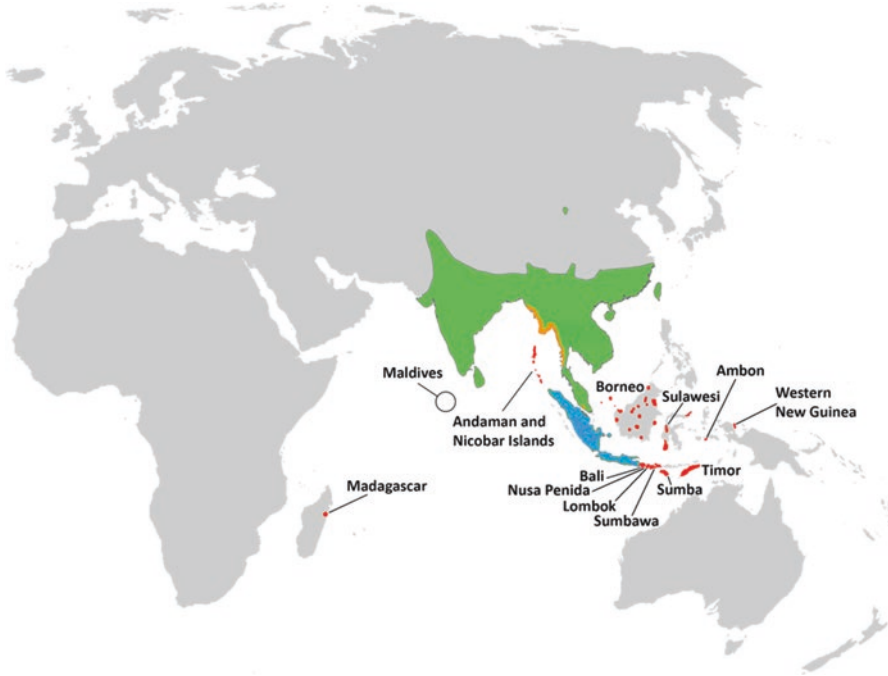 Maldives
Andaman and
Nicobar Islands
Borneo
Sulawesi
Ambon
Western
New Guinea
Madagascar
Bali
Nusa Penida
Lombok
Sumbawa
Sumba
Timor